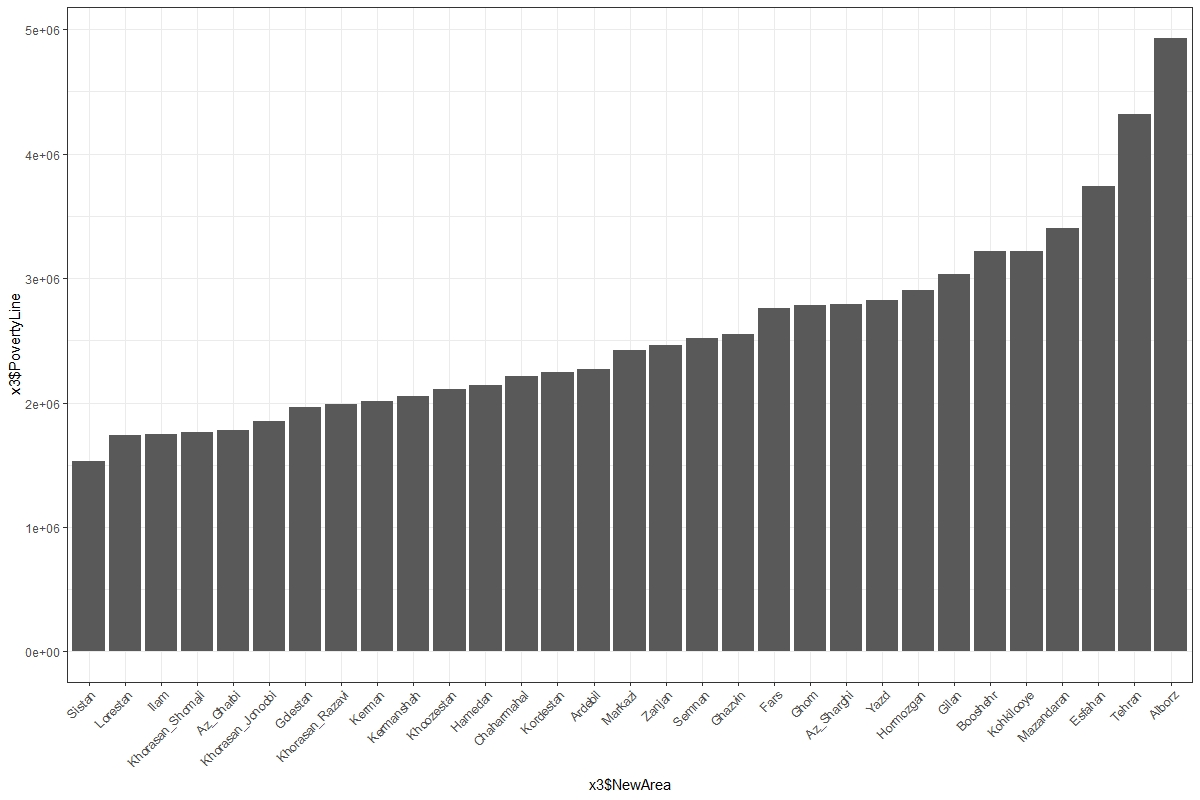 5e+06
4e+06
3e+06
2e+06
1e+06
0e+00
x3$PovertyLine
Sistan
Lorestan
Ilam
Khorasan_Shomali
Az_Gharbi
Khorasan_Jonoobi
Golestan
Khorasan_Razavi
Kerman
Kermanshah
Khoozestan
Hamedan
Chaharmahal
Kordestan
Ardebil
Markazi
Zanjan
Semnan
Ghazvin
Fars
Ghom
Az_Sharghi
Yazd
Hormozgan
Gilan
Booshehr
Kohkilooye
Mazandaran
Esfahan
Tehran
Alborz
x3$NewArea